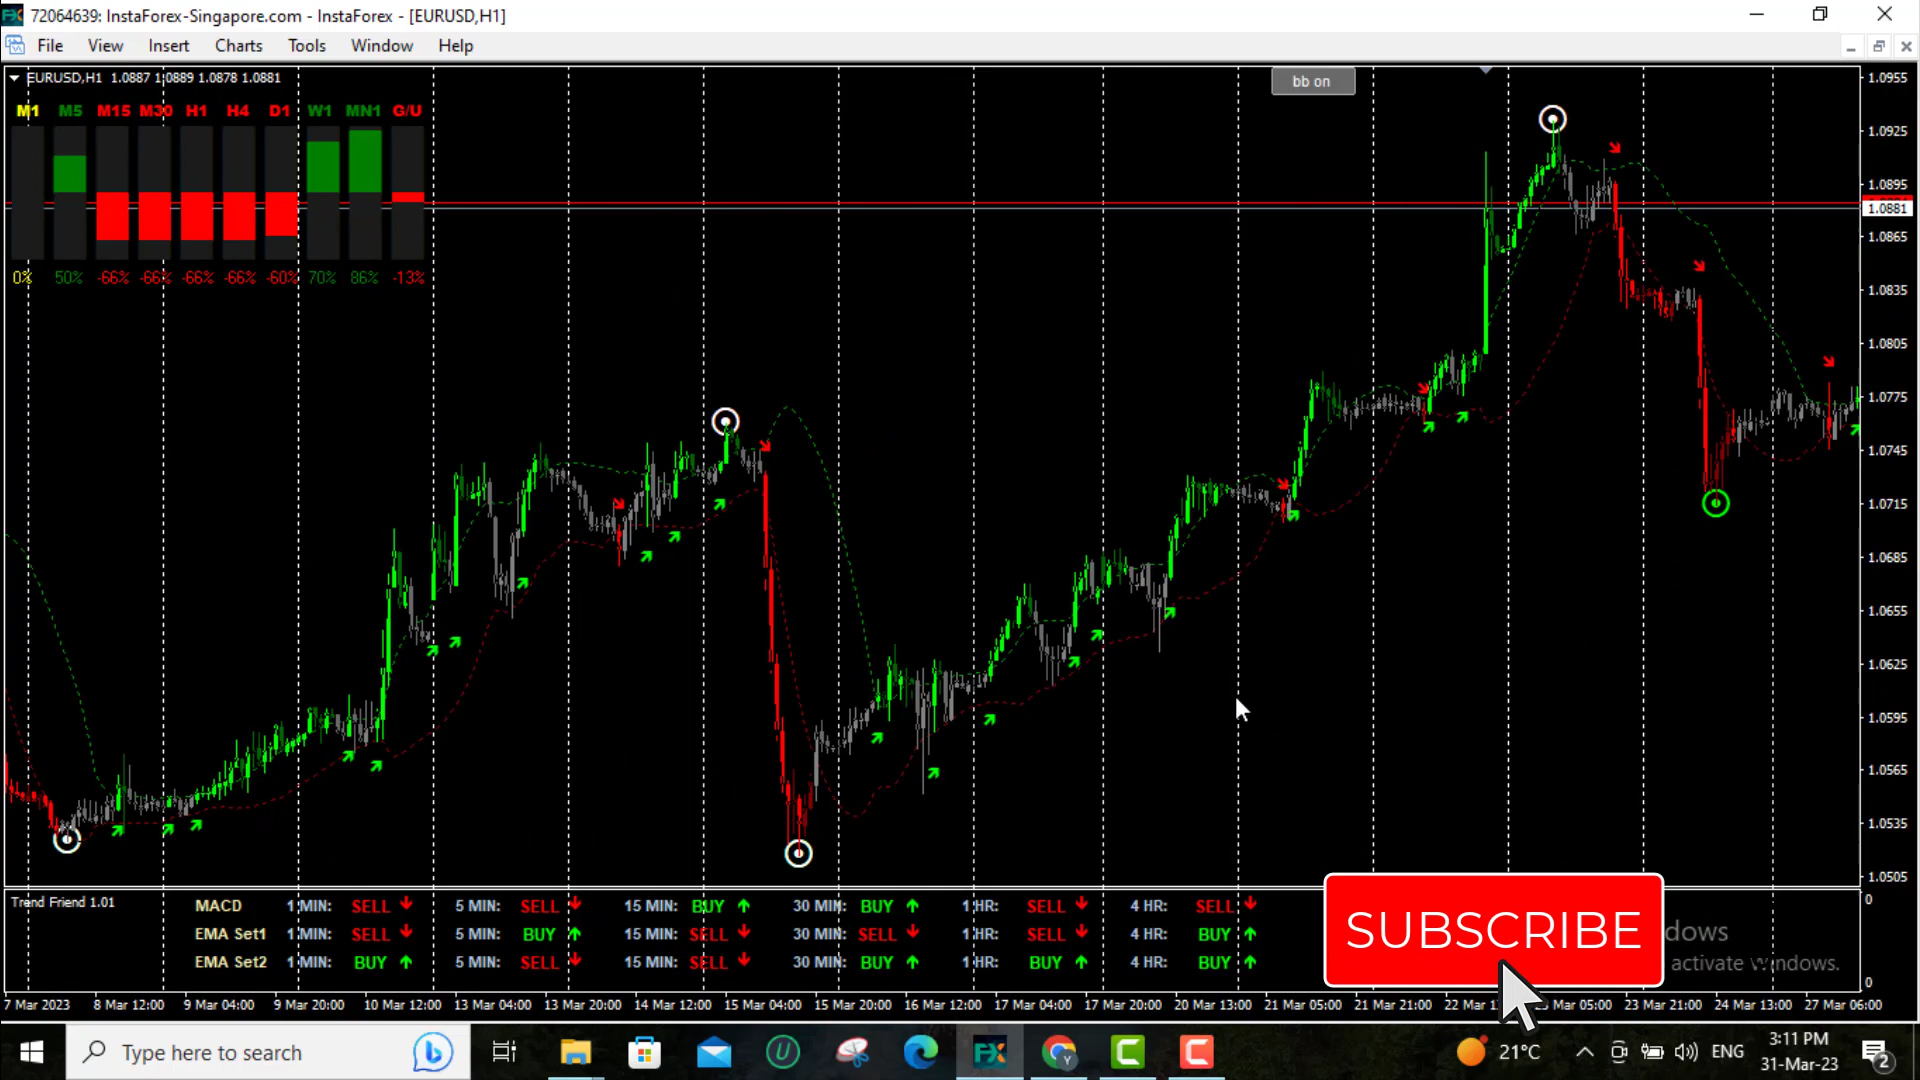 72064639: InstaForex-Singapore.com - InstaForex - [EURUSD,H1]
File View Insert Charts Tools Window Help
EURUSD,H1 1.0887 1.0889 1.0878 1.0881
bb on
M1 M5 M15 M30 H1 H4 D1 W1 MN1 G/U
0% 50% -66% -66% -66% -66% -60% 70% 86% -13%
1.0955
1.0925
1.0895
1.0881
1.0865
1.0835
1.0805
1.0775
1.0745
1.0715
1.0685
1.0655
1.0625
1.0595
1.0565
1.0535
1.0505
Trend Friend 1.01
MACD 1 MIN: SELL 5 MIN: SELL 15 MIN: BUY 30 MIN: BUY 1 HR: SELL 4 HR: SELL
EMA Set1 1 MIN: SELL 5 MIN: BUY 15 MIN: SELL 30 MIN: SELL 1 HR: SELL 4 HR: BUY
EMA Set2 1 MIN: BUY 5 MIN: SELL 15 MIN: SELL 30 MIN: BUY 1 HR: BUY 4 HR: BUY
0
0
SUBSCRIBE
dows
activate Windows.
7 Mar 2023 8 Mar 12:00 9 Mar 04:00 9 Mar 20:00 10 Mar 12:00 13 Mar 04:00 13 Mar 20:00 14 Mar 12:00 15 Mar 04:00 15 Mar 20:00 16 Mar 12:00 17 Mar 04:00 17 Mar 20:00 20 Mar 13:00 21 Mar 05:00 21 Mar 21:00 22 Mar Mar 05:00 23 Mar 21:00 24 Mar 13:00 27 Mar 06:00
Type here to search
21°C
ENG
3:11 PM
31-Mar-23
2